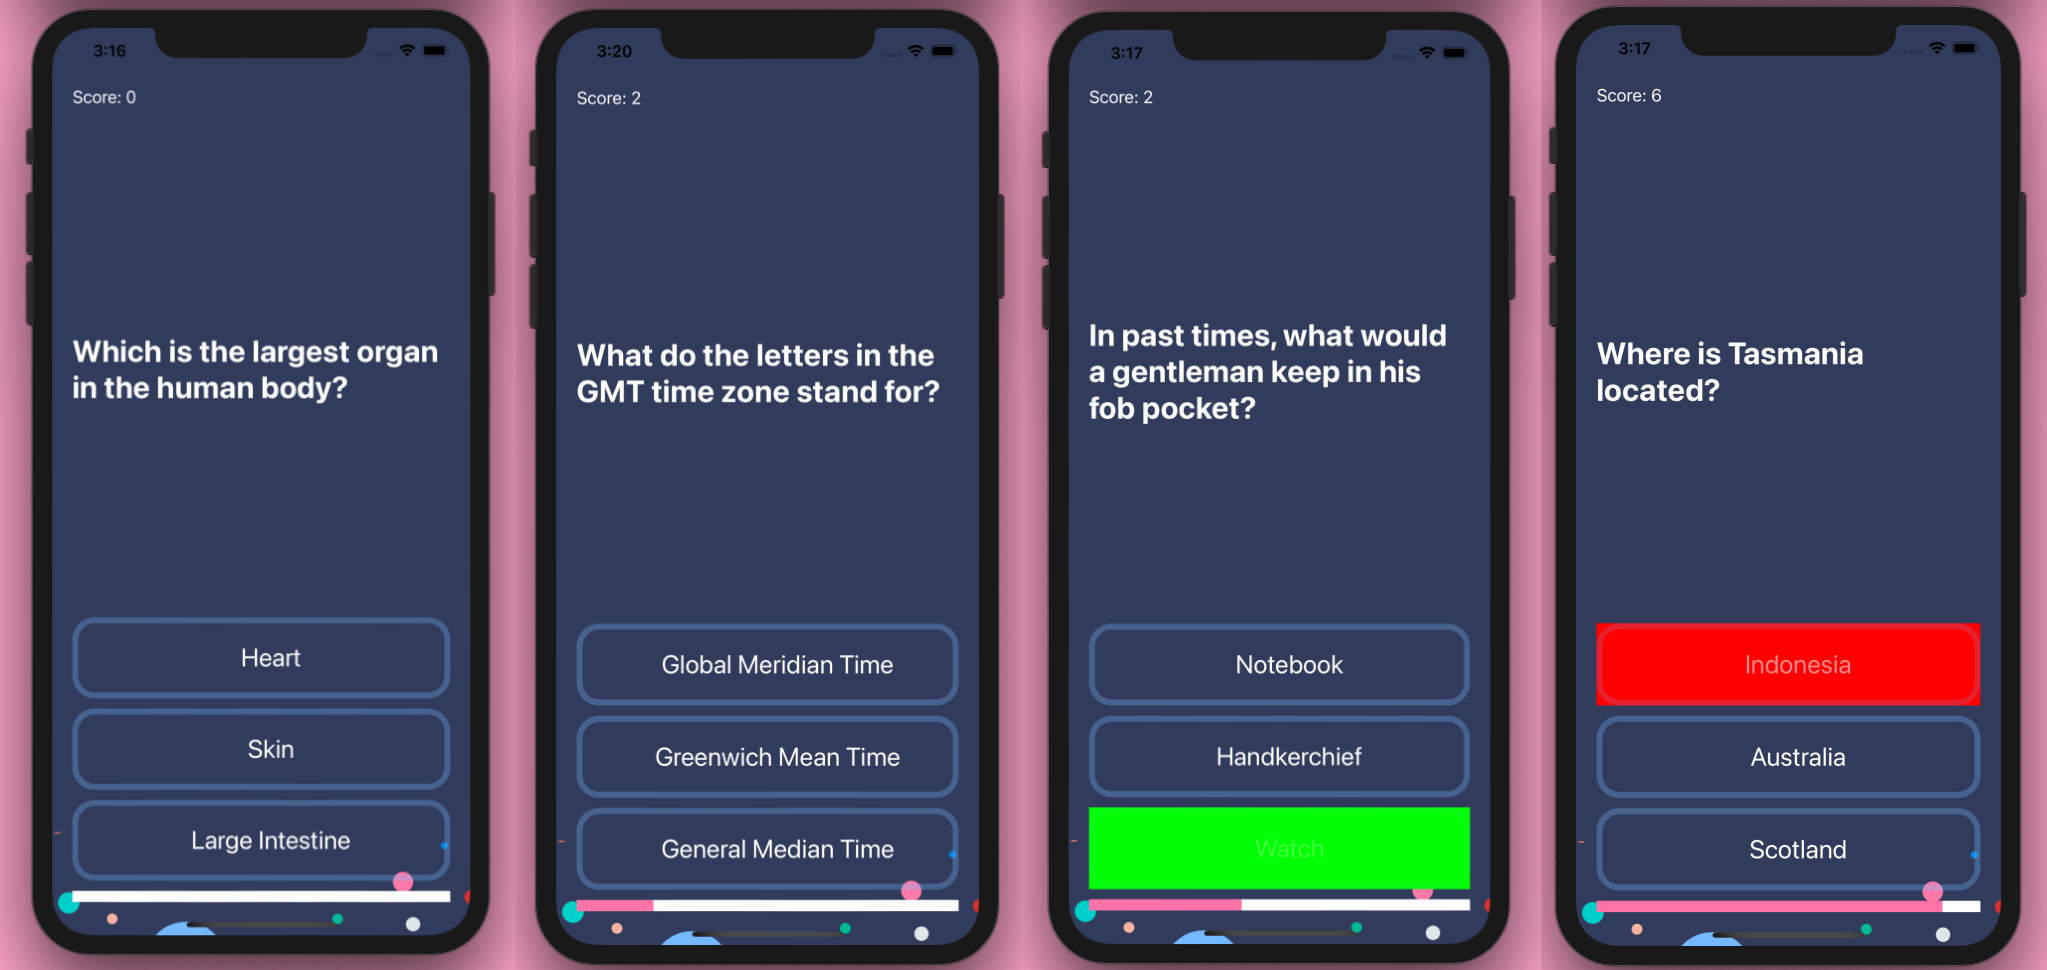 3:16
Score: 0
Which is the largest organ
in the human body?
Heart
Skin
Large Intestine
3:20
Score: 2
What do the letters in the
GMT time zone stand for?
Global Meridian Time
Greenwich Mean Time
General Median Time
3:17
Score: 2
In past times, what would
a gentleman keep in his
fob pocket?
Notebook
Handkerchief
Watch
3:17
Score: 6
Where is Tasmania
located?
Indonesia
Australia
Scotland